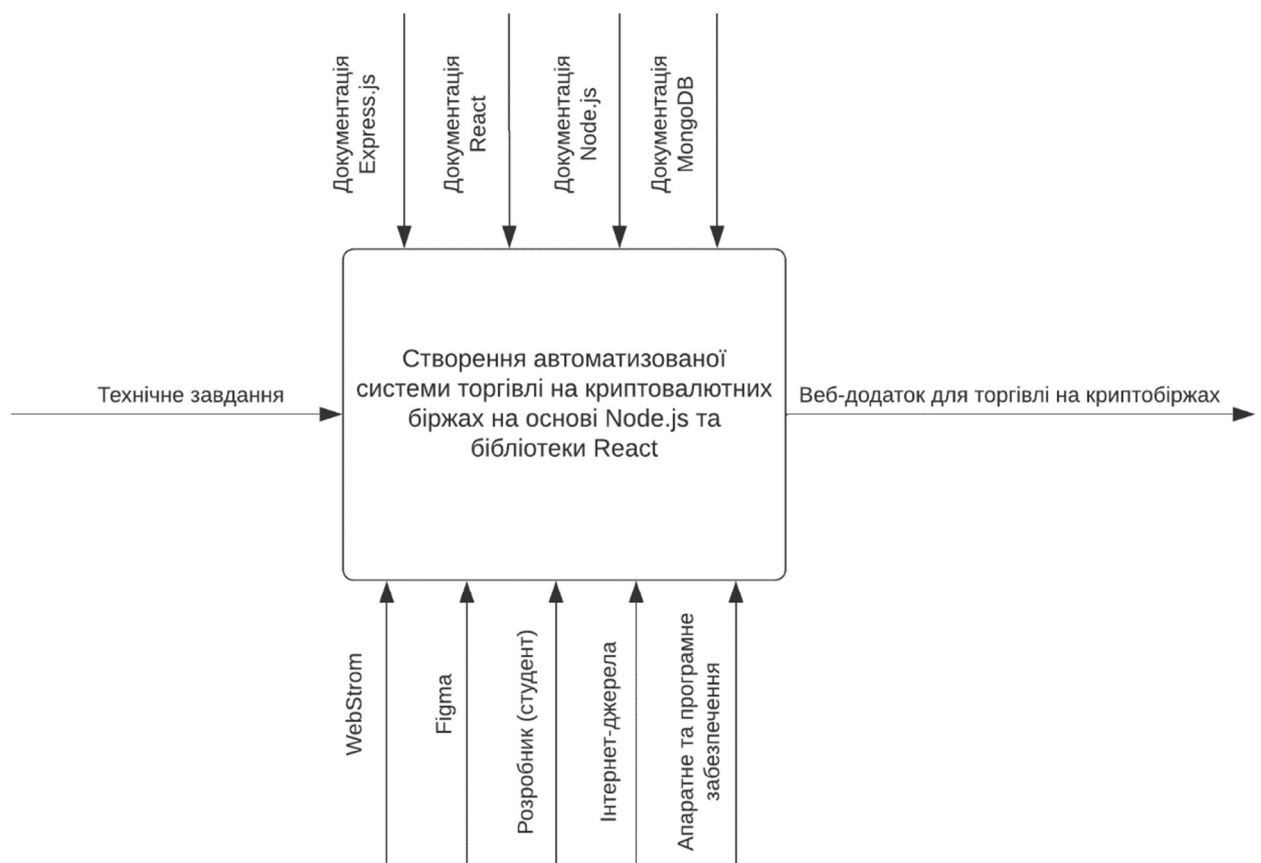 Документація
Express.js
Документація
React
Документація
Node.js
Документація
MongoDB
Технічне завдання
Створення автоматизованої
системи торгівлі на криптовалютних
біржах на основі Node.js та
бібліотеки React
Веб-додаток для торгівлі на криптобіржах
WebStrom
Figma
Розробник (студент)
Інтернет-джерела
Апаратне та програмне
забезпечення